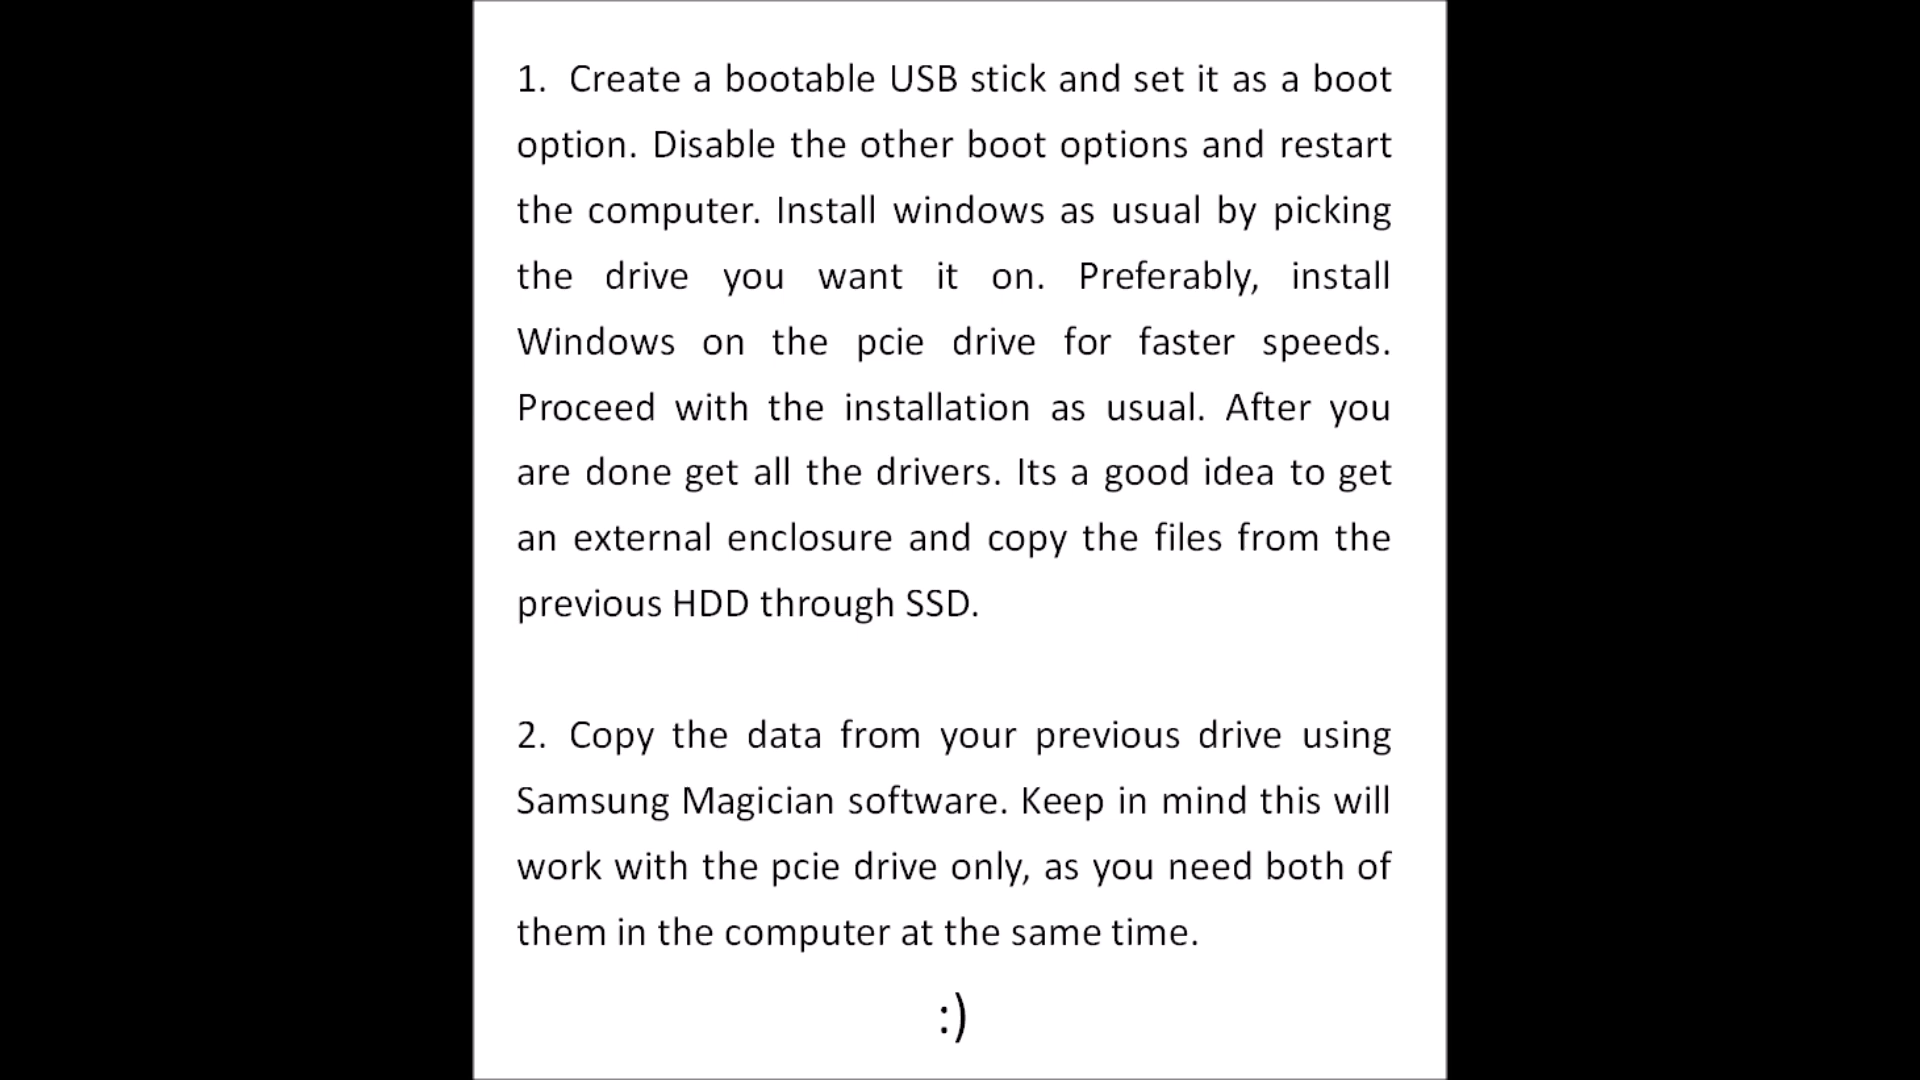 1. Create a bootable USB stick and set it as a boot
option. Disable the other boot options and restart
the computer. Install windows as usual by picking
the drive you want it on. Preferably, install
Windows on the pcie drive for faster speeds.
Proceed with the installation as usual. After you
are done get all the drivers. Its a good idea to get
an external enclosure and copy the files from the
previous HDD through SSD.
2. Copy the data from your previous drive using
Samsung Magician software. Keep in mind this will
work with the pcie drive only, as you need both of
them in the computer at the same time.
:)